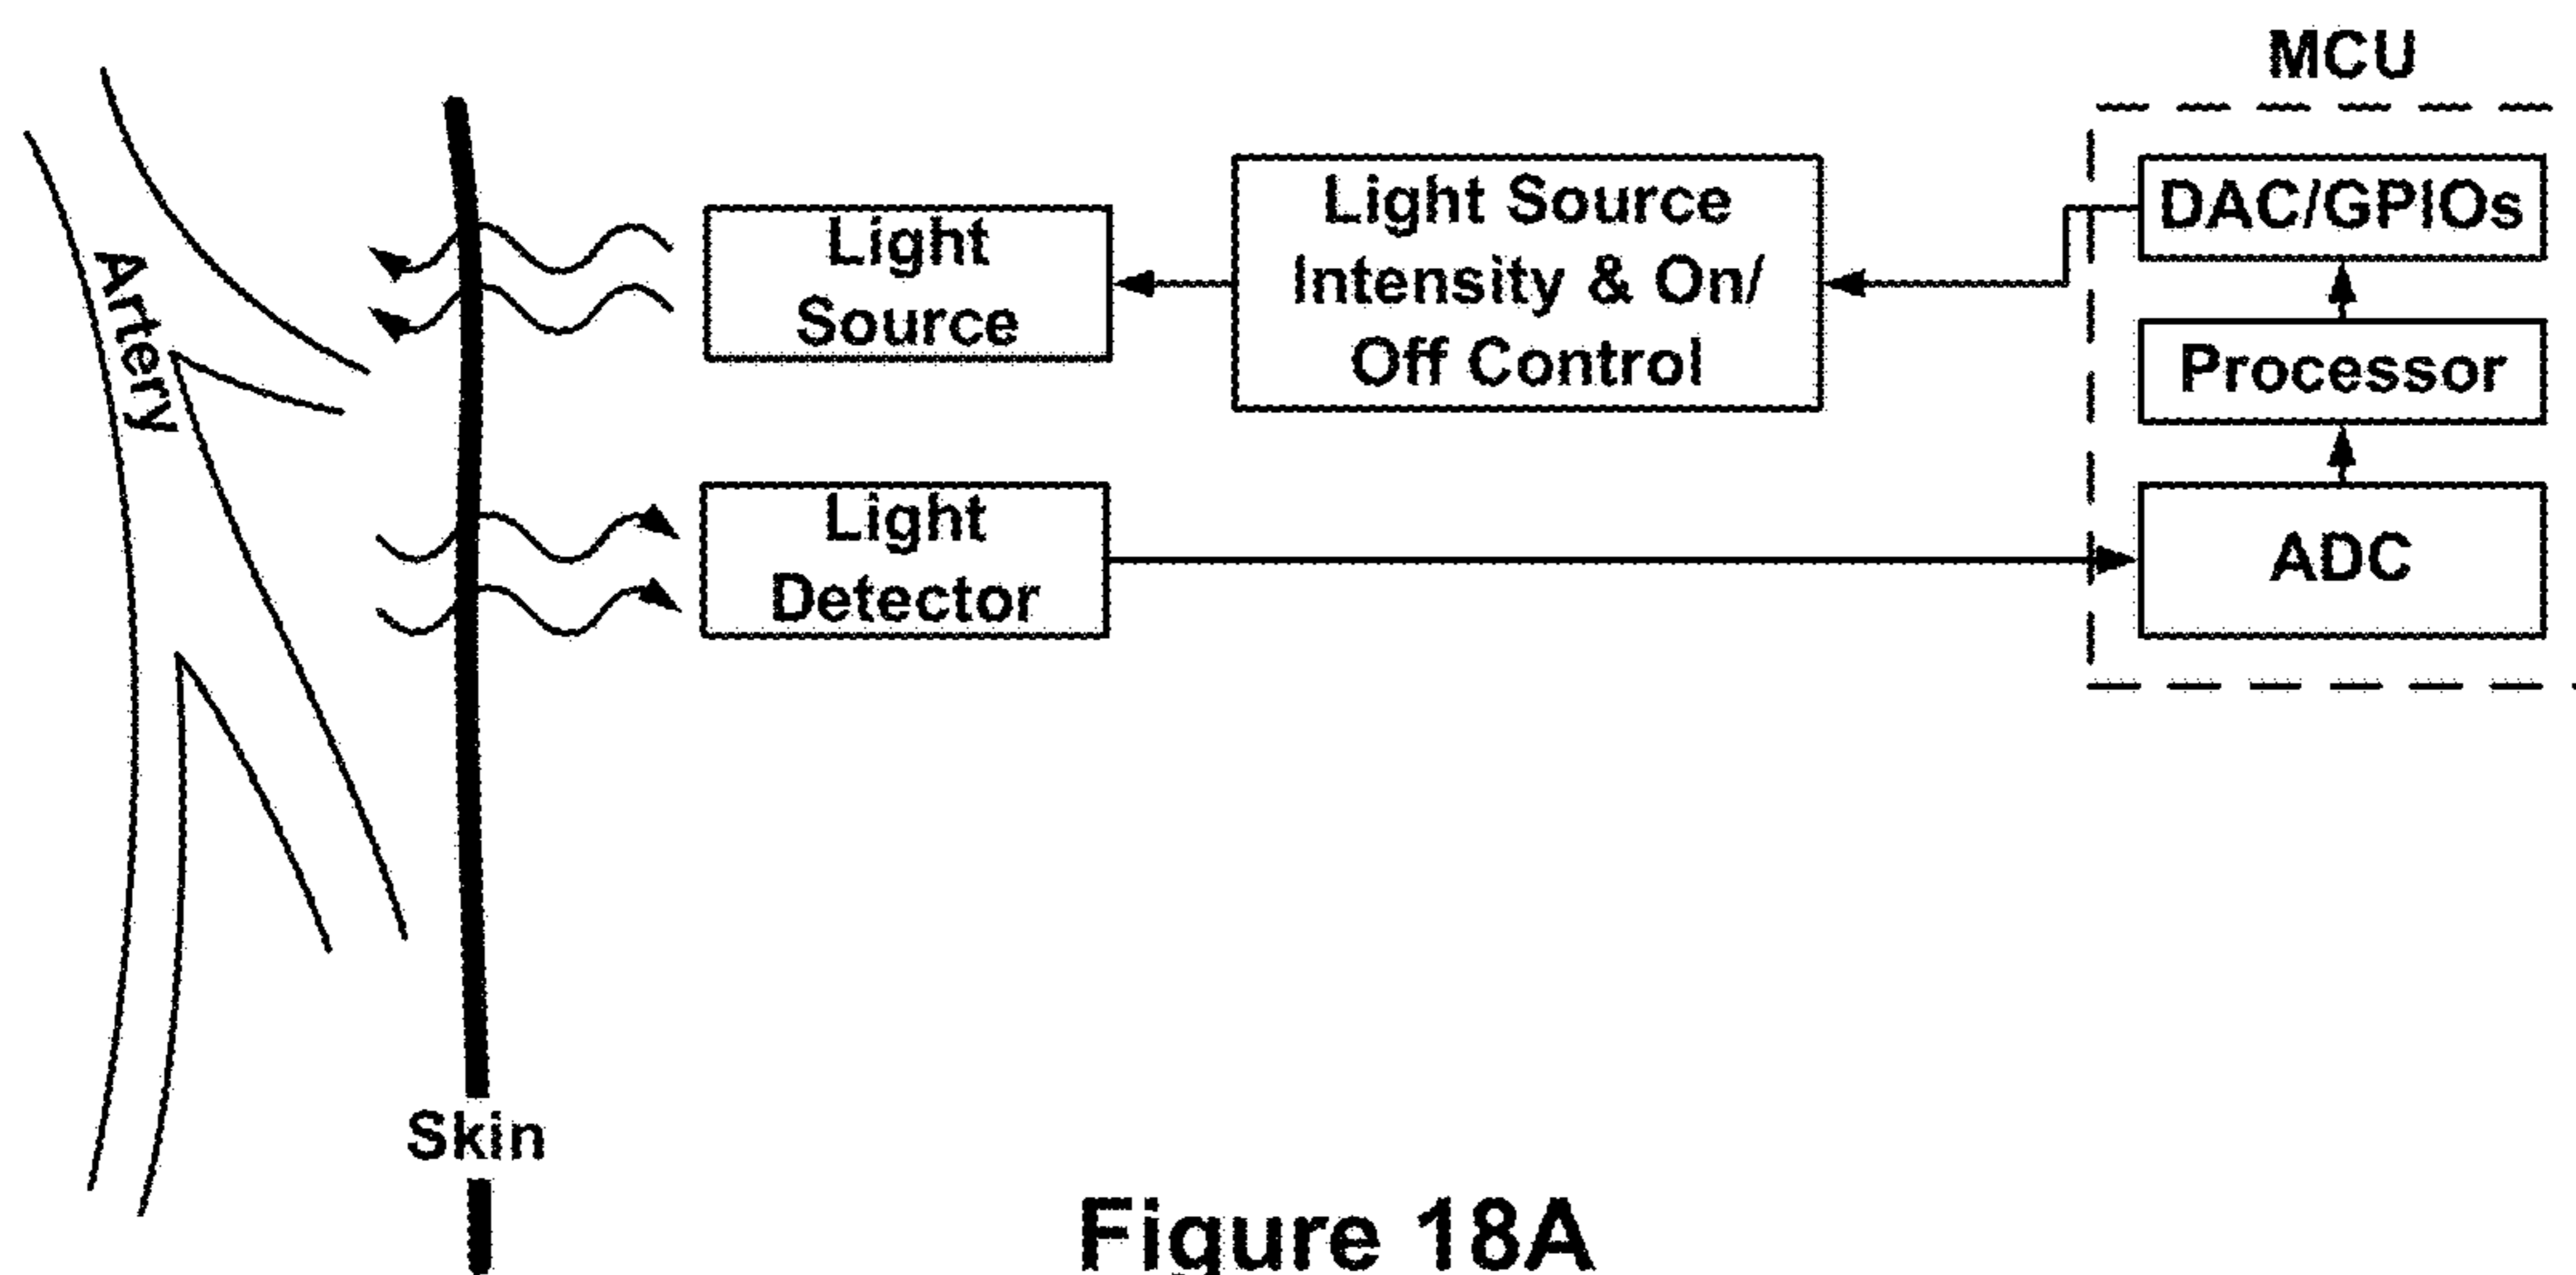 MCU
Artery
Light
Source
Light Source
Intensity & On/
Off Control
DAC/GPIOs
Processor
Light
Detector
ADC
Skin
Figure 18A